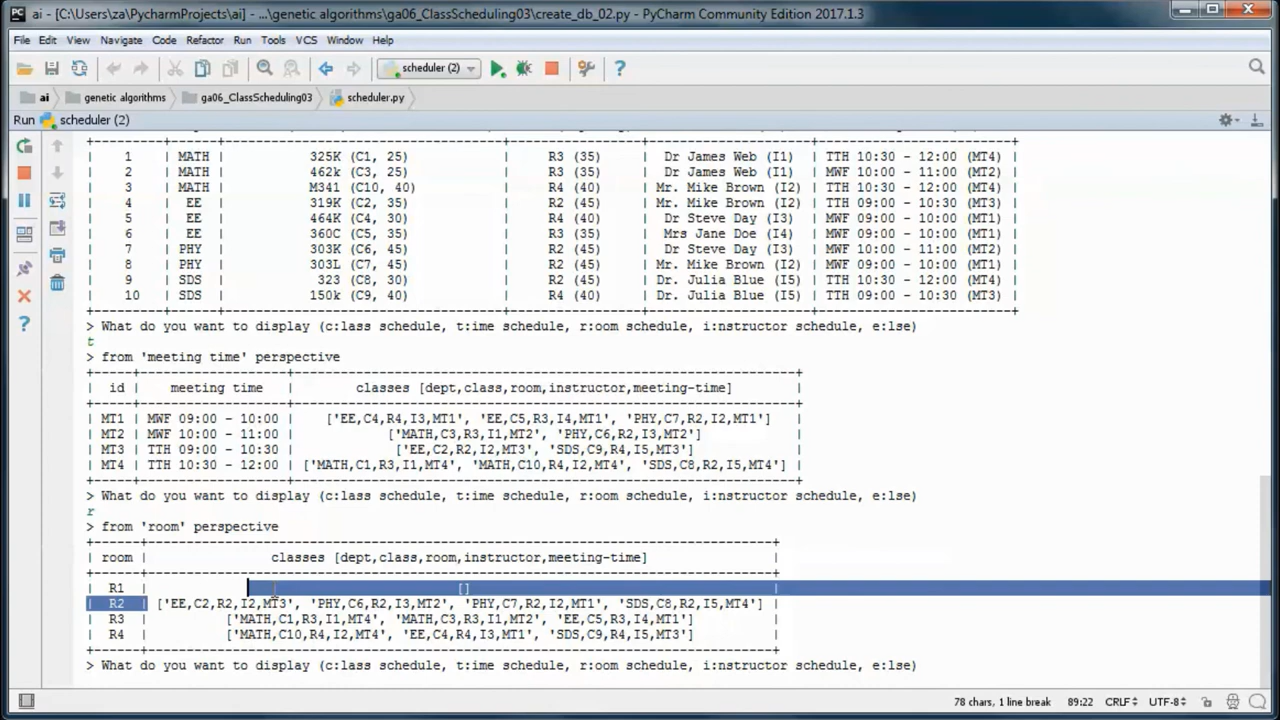 ai - [C:\Users\za\PycharmProjects\ai] - ...\genetic algorithms\ga06_ClassScheduling03\create_db_02.py - PyCharm Community Edition 2017.1.3
File Edit View Navigate Code Refactor Run Tools VCS Window Help
scheduler (2)
ai genetic algorithms ga06_ClassScheduling03 scheduler.py
Run scheduler (2)
| 1 | MATH | 325K (C1, 25) | R3 (35) | Dr James Web (I1) | TTH 10:30 - 12:00 (MT4) |
| 2 | MATH | 462k (C3, 25) | R3 (35) | Dr James Web (I1) | MWF 10:00 - 11:00 (MT2) |
| 3 | MATH | M341 (C10, 40) | R4 (40) | Mr. Mike Brown (I2) | TTH 10:30 - 12:00 (MT4) |
| 4 | EE | 319K (C2, 35) | R2 (45) | Mr. Mike Brown (I2) | TTH 09:00 - 10:30 (MT3) |
| 5 | EE | 464K (C4, 30) | R4 (40) | Dr Steve Day (I3) | MWF 09:00 - 10:00 (MT1) |
| 6 | EE | 360C (C5, 35) | R3 (35) | Mrs Jane Doe (I4) | MWF 09:00 - 10:00 (MT1) |
| 7 | PHY | 303K (C6, 45) | R2 (45) | Dr Steve Day (I3) | MWF 10:00 - 11:00 (MT2) |
| 8 | PHY | 303L (C7, 45) | R2 (45) | Mr. Mike Brown (I2) | MWF 09:00 - 10:00 (MT1) |
| 9 | SDS | 323 (C8, 30) | R2 (45) | Dr. Julia Blue (I5) | TTH 10:30 - 12:00 (MT4) |
| 10 | SDS | 150k (C9, 40) | R4 (40) | Dr. Julia Blue (I5) | TTH 09:00 - 10:30 (MT3) |
> What do you want to display (c:lass schedule, t:ime schedule, r:room schedule, i:nstructor schedule, e:lse)
t
> from 'meeting time' perspective
| id | meeting time | classes [dept,class,room,instructor,meeting-time] |
| MT1 | MWF 09:00 - 10:00 | ['EE,C4,R4,I3,MT1', 'EE,C5,R3,I4,MT1', 'PHY,C7,R2,I2,MT1'] |
| MT2 | MWF 10:00 - 11:00 | ['MATH,C3,R3,I1,MT2', 'PHY,C6,R2,I3,MT2'] |
| MT3 | TTH 09:00 - 10:30 | ['EE,C2,R2,I2,MT3', 'SDS,C9,R4,I5,MT3'] |
| MT4 | TTH 10:30 - 12:00 | ['MATH,C1,R3,I1,MT4', 'MATH,C10,R4,I2,MT4', 'SDS,C8,R2,I5,MT4'] |
> What do you want to display (c:lass schedule, t:ime schedule, r:room schedule, i:nstructor schedule, e:lse)
r
> from 'room' perspective
| room | classes [dept,class,room,instructor,meeting-time] |
| R1 | [] |
| R2 | ['EE,C2,R2,I2,MT3', 'PHY,C6,R2,I3,MT2', 'PHY,C7,R2,I2,MT1', 'SDS,C8,R2,I5,MT4'] |
| R3 | ['MATH,C1,R3,I1,MT4', 'MATH,C3,R3,I1,MT2', 'EE,C5,R3,I4,MT1'] |
| R4 | ['MATH,C10,R4,I2,MT4', 'EE,C4,R4,I3,MT1', 'SDS,C9,R4,I5,MT3'] |
> What do you want to display (c:lass schedule, t:ime schedule, r:room schedule, i:nstructor schedule, e:lse)
78 chars, 1 line break 89:22 CRLF UTF-8